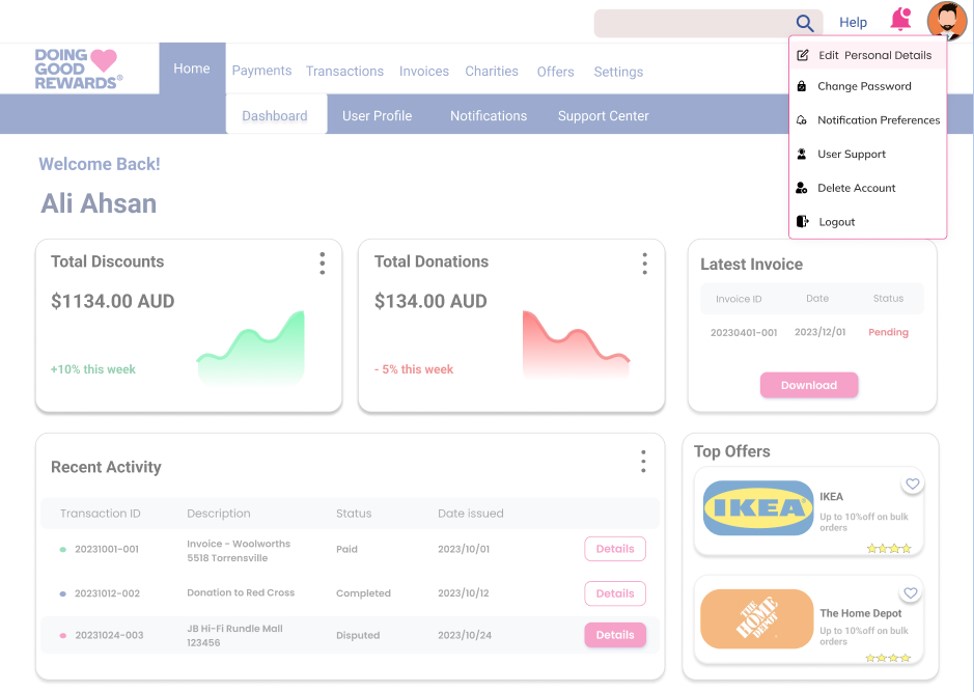 Help
DOING
GOOD
REWARDS®
Home
Payments
Transactions
Invoices
Charities
Offers
Settings
Dashboard
User Profile
Notifications
Support Center
Edit Personal Details
Change Password
Notification Preferences
User Support
Delete Account
Logout
Welcome Back!
Ali Ahsan
Total Discounts
$1134.00 AUD
+10% this week
Total Donations
$134.00 AUD
- 5% this week
Latest Invoice
Invoice ID Date Status
20230401-001 2023/12/01 Pending
Download
Recent Activity
Transaction ID Description Status Date issued
20231001-001 Invoice - Woolworths
5518 Torrensville Paid 2023/10/01 Details
20231012-002 Donation to Red Cross Completed 2023/10/12 Details
20231024-003 JB Hi-Fi Rundle Mall
123456 Disputed 2023/10/24 Details
Top Offers
IKEA
IKEA
Up to 10%off on bulk
orders
THE
HOME
DEPOT
The Home Depot
Up to 10%off on bulk
orders